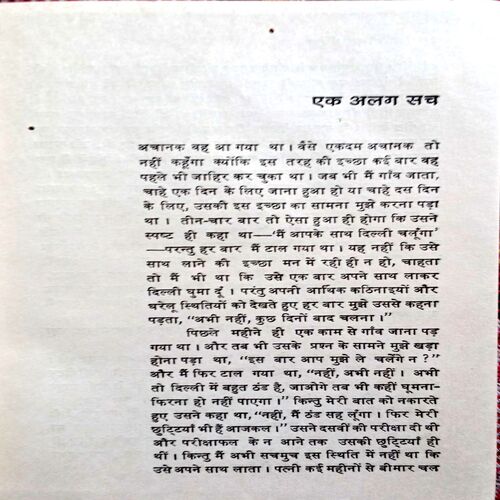 एक अलग सच
अचानक वह आ गया था। वैसे एकदम अचानक तो
नहीं कहूँगा क्योंकि इस तरह की इच्छा कई बार वह
पहले भी जाहिर कर चुका था। जब भी मैं गाँव जाता,
चाहे एक दिन के लिए जाना हुआ हो या चाहे दस दिन
के लिए, उसकी इस इच्छा का सामना मुझे करना पड़ा
था। तीन-चार बार तो ऐसा हुआ ही होगा कि उसने
स्पष्ट ही कहा था—‘मैं आपके साथ दिल्ली चलूंगा’
—परन्तु हर बार मैं टाल गया था। यह नहीं कि उसे
साथ लाने की इच्छा मन में रही ही न हो, चाहता
तो मैं भी था कि उसे एक बार अपने साथ लाकर
दिल्ली घुमा दूँ। परंतु अपनी आर्थिक कठिनाइयों और
घरेलू स्थितियों को देखते हुए हर बार मुझे उससे कहना
पड़ता, “अभी नहीं, कुछ दिनों बाद चलना।”
पिछले महीने ही एक काम से गाँव जाना पड़
गया था। और तब भी उसके प्रश्न के सामने मुझे खड़ा
होना पड़ा था, “इस बार आप मुझे ले चलेंगे न?”
और मैं फिर टाल गया था, “नहीं, अभी नहीं। अभी
तो दिल्ली में बहुत ठंड है, जाओगे तब भी कहीं घूमना-
फिरना हो नहीं पाएगा।” किन्तु मेरी बात को नकारते
हुए उसने कहा था, “नहीं, मैं ठंड सह लूँगा। फिर मेरी
छुट्टियाँ भी हैं आजकल।” उसने दसवीं की परीक्षा दी थी
और परीक्षाफल के न आने तक उसकी छुट्टियाँ ही
थीं। किन्तु मैं अभी सचमुच इस स्थिति में नहीं था कि
उसे अपने साथ लाता। पत्नी कई महीनों से बीमार चल